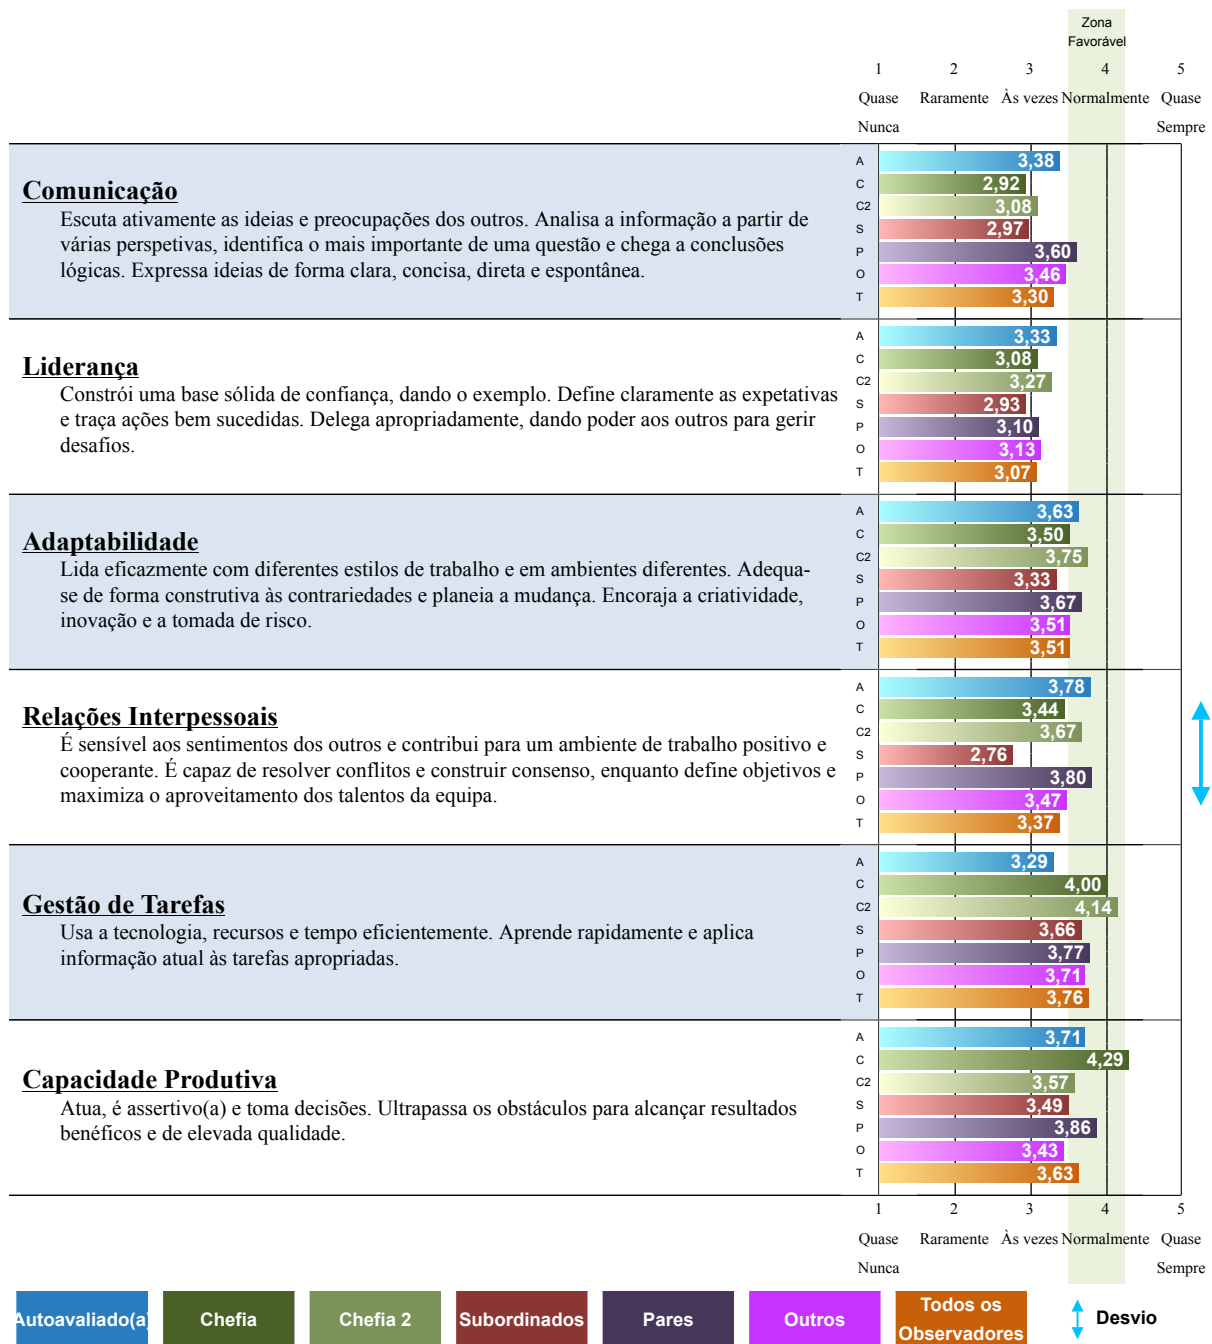 Zona
Favorável
1 2 3 4 5
Quase Raramente Às vezes Normalmente Quase
Nunca Sempre
Comunicação
Escuta ativamente as ideias e preocupações dos outros. Analisa a informação a partir de
várias perspetivas, identifica o mais importante de uma questão e chega a conclusões
lógicas. Expressa ideias de forma clara, concisa, direta e espontânea.
A 3,38
C 2,92
C2 3,08
S 2,97
P 3,60
O 3,46
T 3,30
Liderança
Constrói uma base sólida de confiança, dando o exemplo. Define claramente as expetativas
e traça ações bem sucedidas. Delega apropriadamente, dando poder aos outros para gerir
desafios.
A 3,33
C 3,08
C2 3,27
S 2,93
P 3,10
O 3,13
T 3,07
Adaptabilidade
Lida eficazmente com diferentes estilos de trabalho e em ambientes diferentes. Adequa-
se de forma construtiva às contrariedades e planeia a mudança. Encoraja a criatividade,
inovação e a tomada de risco.
A 3,63
C 3,50
C2 3,75
S 3,33
P 3,67
O 3,51
T 3,51
Relações Interpessoais
É sensível aos sentimentos dos outros e contribui para um ambiente de trabalho positivo e
cooperante. É capaz de resolver conflitos e construir consenso, enquanto define objetivos e
maximiza o aproveitamento dos talentos da equipa.
A 3,78
C 3,44
C2 3,67
S 2,76
P 3,80
O 3,47
T 3,37
Gestão de Tarefas
Usa a tecnologia, recursos e tempo eficientemente. Aprende rapidamente e aplica
informação atual às tarefas apropriadas.
A 3,29
C 4,00
C2 4,14
S 3,66
P 3,77
O 3,71
T 3,76
Capacidade Produtiva
Atua, é assertivo(a) e toma decisões. Ultrapassa os obstáculos para alcançar resultados
benéficos e de elevada qualidade.
A 3,71
C 4,29
C2 3,57
S 3,49
P 3,86
O 3,43
T 3,63
1 2 3 4 5
Quase Raramente Às vezes Normalmente Quase
Nunca Sempre
Autoavaliado(a) Chefia Chefia 2 Subordinados Pares Outros Todos os Observadores Desvio